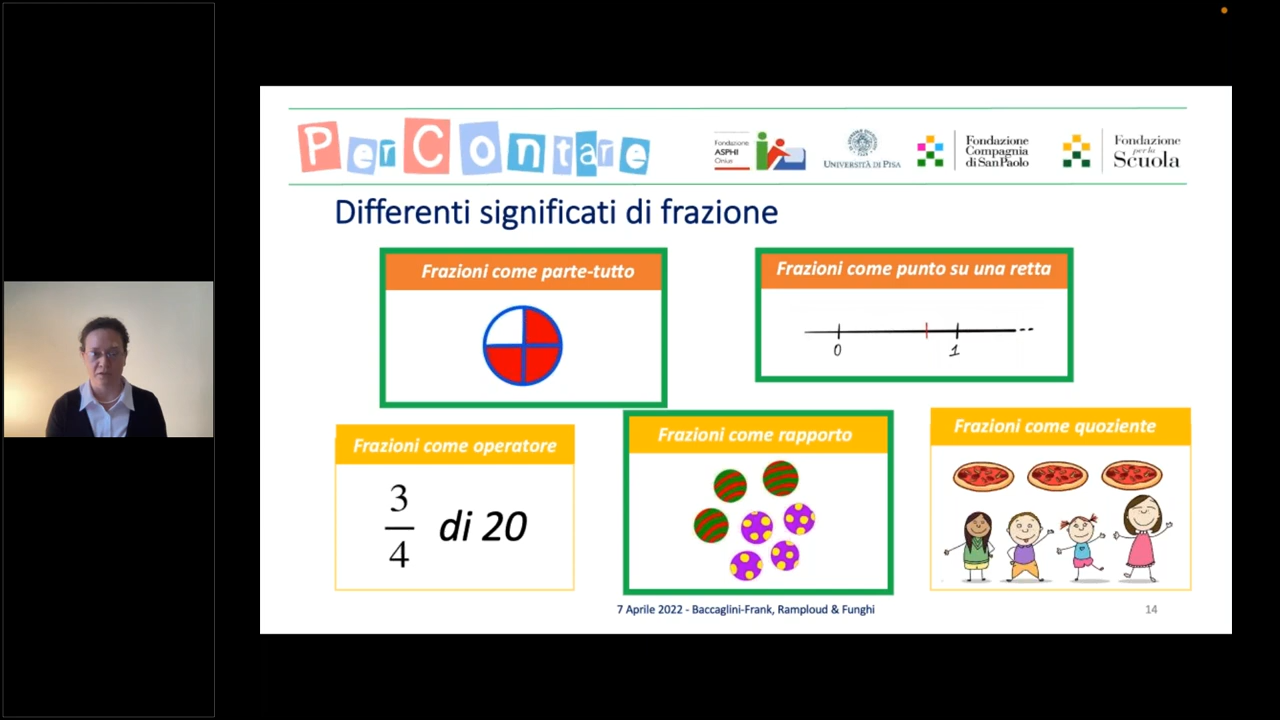 PerContare
Fondazione
ASPHI
Onlus
UNIVERSITÀ DI PISA
Fondazione
Compagnia
di San Paolo
Fondazione
per la
Scuola
Differenti significati di frazione
Frazioni come parte-tutto
Frazioni come punto su una retta
0 1
Frazioni come operatore
3
4
di 20
Frazioni come rapporto
Frazioni come quoziente
7 Aprile 2022 - Baccaglini-Frank, Ramploud & Funghi
14